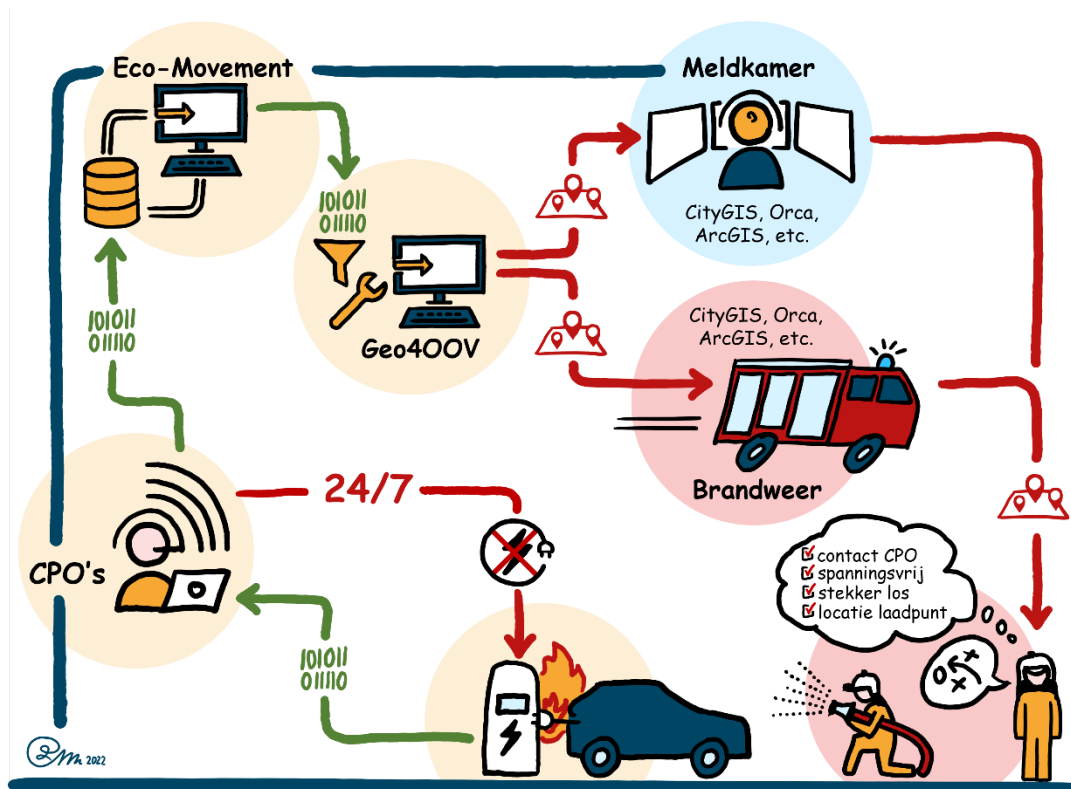 Eco-Movement
Meldkamer
101011
011110
CityGIS, Orca,
ArcGIS, etc.
Geo4OOV
CityGIS, Orca,
ArcGIS, etc.
Brandweer
101011
011110
24/7
CPO's
contact CPO
spanningsvrij
stekker los
locatie laadpunt
101011
011110
2022